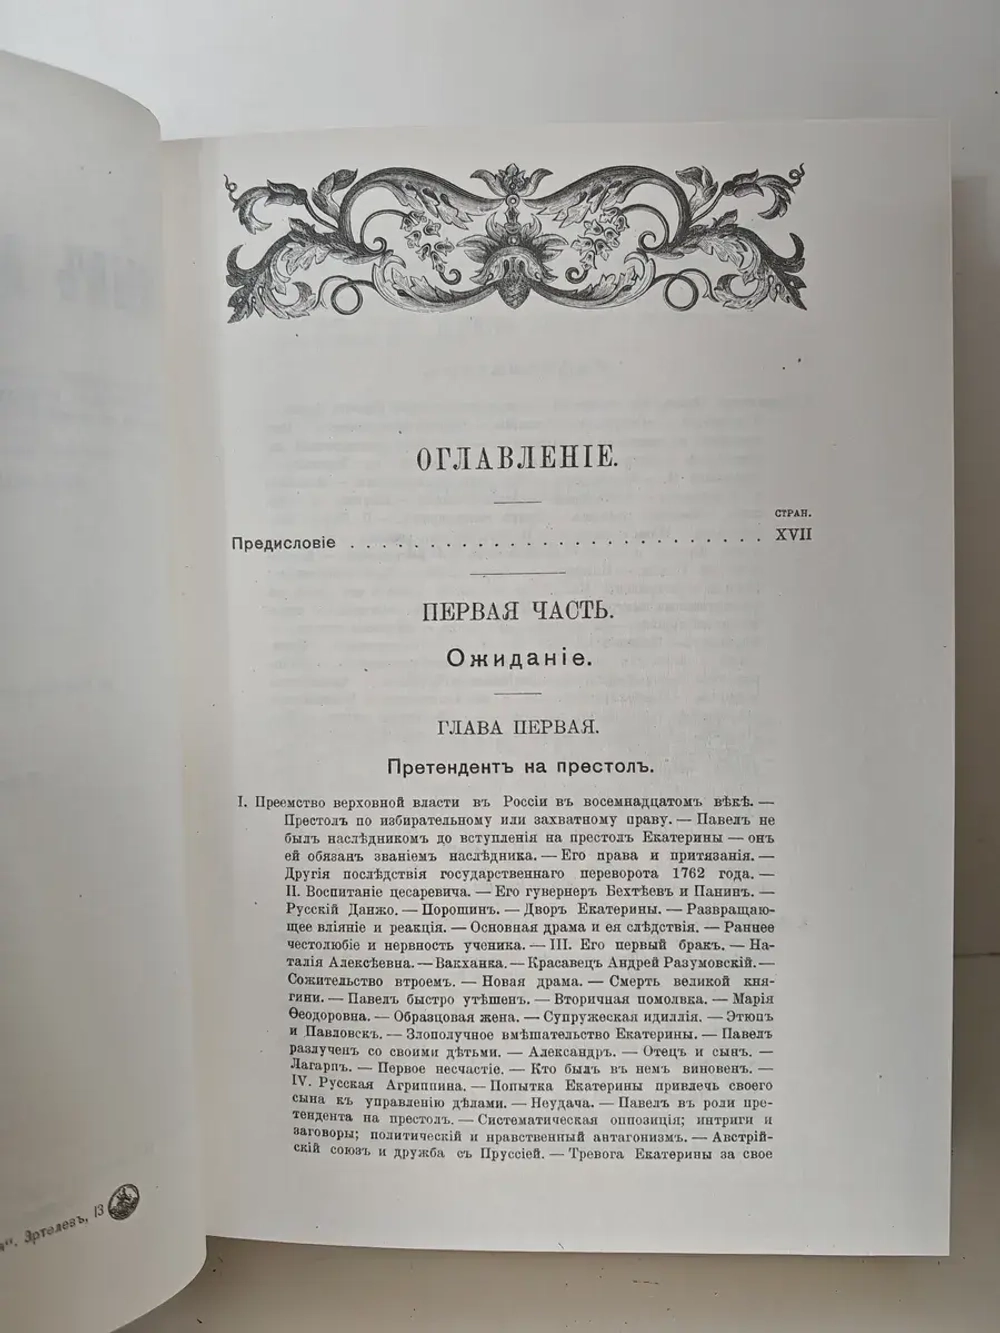 ОГЛАВЛЕНІЕ.
СТРАН.
Предисловіе . . . . . . . . . . . . . . . . . . . . . . . . . . . XVII
ПЕРВАЯ ЧАСТЬ.
Ожиданіе.
ГЛАВА ПЕРВАЯ.
Претендентъ на престолъ.
I. Преемство верховной власти въ Россіи въ восемнадцатомъ вѣкѣ. —
Престолъ по избирательному или захватному праву. — Павелъ не
былъ наслѣдникомъ до вступленія на престолъ Екатерины — онъ
ей обязанъ званіемъ наслѣдника. — Его права и притязанія. —
Другія послѣдствія государственнаго переворота 1762 года. —
II. Воспитаніе цесаревича. — Его гувернеръ Бехтѣевъ и Панинъ. —
Русскій Данжо. — Порошинъ. — Дворъ Екатерины. — Развращаю-
щее вліяніе и реакція. — Основная драма и ея слѣдствія. — Раннее
честолюбіе и нервность ученика. — III. Его первый бракъ. — На-
талія Алексѣевна. — Вакханка. — Красавецъ Андрей Разумовскій. —
Сожительство втроемъ. — Новая драма. — Смерть великой кня-
гини. — Павелъ быстро утѣшенъ. — Вторичная помолвка. — Марія
Ѳеодоровна. — Образцовая жена. — Супружеская идиллія. — Этюпъ
и Павловскъ. — Злополучное вмѣшательство Екатерины. — Павелъ
разлученъ со своими дѣтьми. — Александръ. — Отецъ и сынъ. —
Лагарпъ. — Первое несчастіе. — Кто былъ въ немъ виновенъ. —
IV. Русская Агриппина. — Попытка Екатерины привлечь своего
сына къ управленію дѣлами. — Неудача. — Павелъ въ роли пре-
тендента на престолъ. — Систематическая оппозиція; интриги и
заговоры; политическій и нравственный антагонизмъ. — Австрій-
скій союзъ и дружба съ Пруссіей. — Тревога Екатерины за свое
я“. Эртелевъ, 13